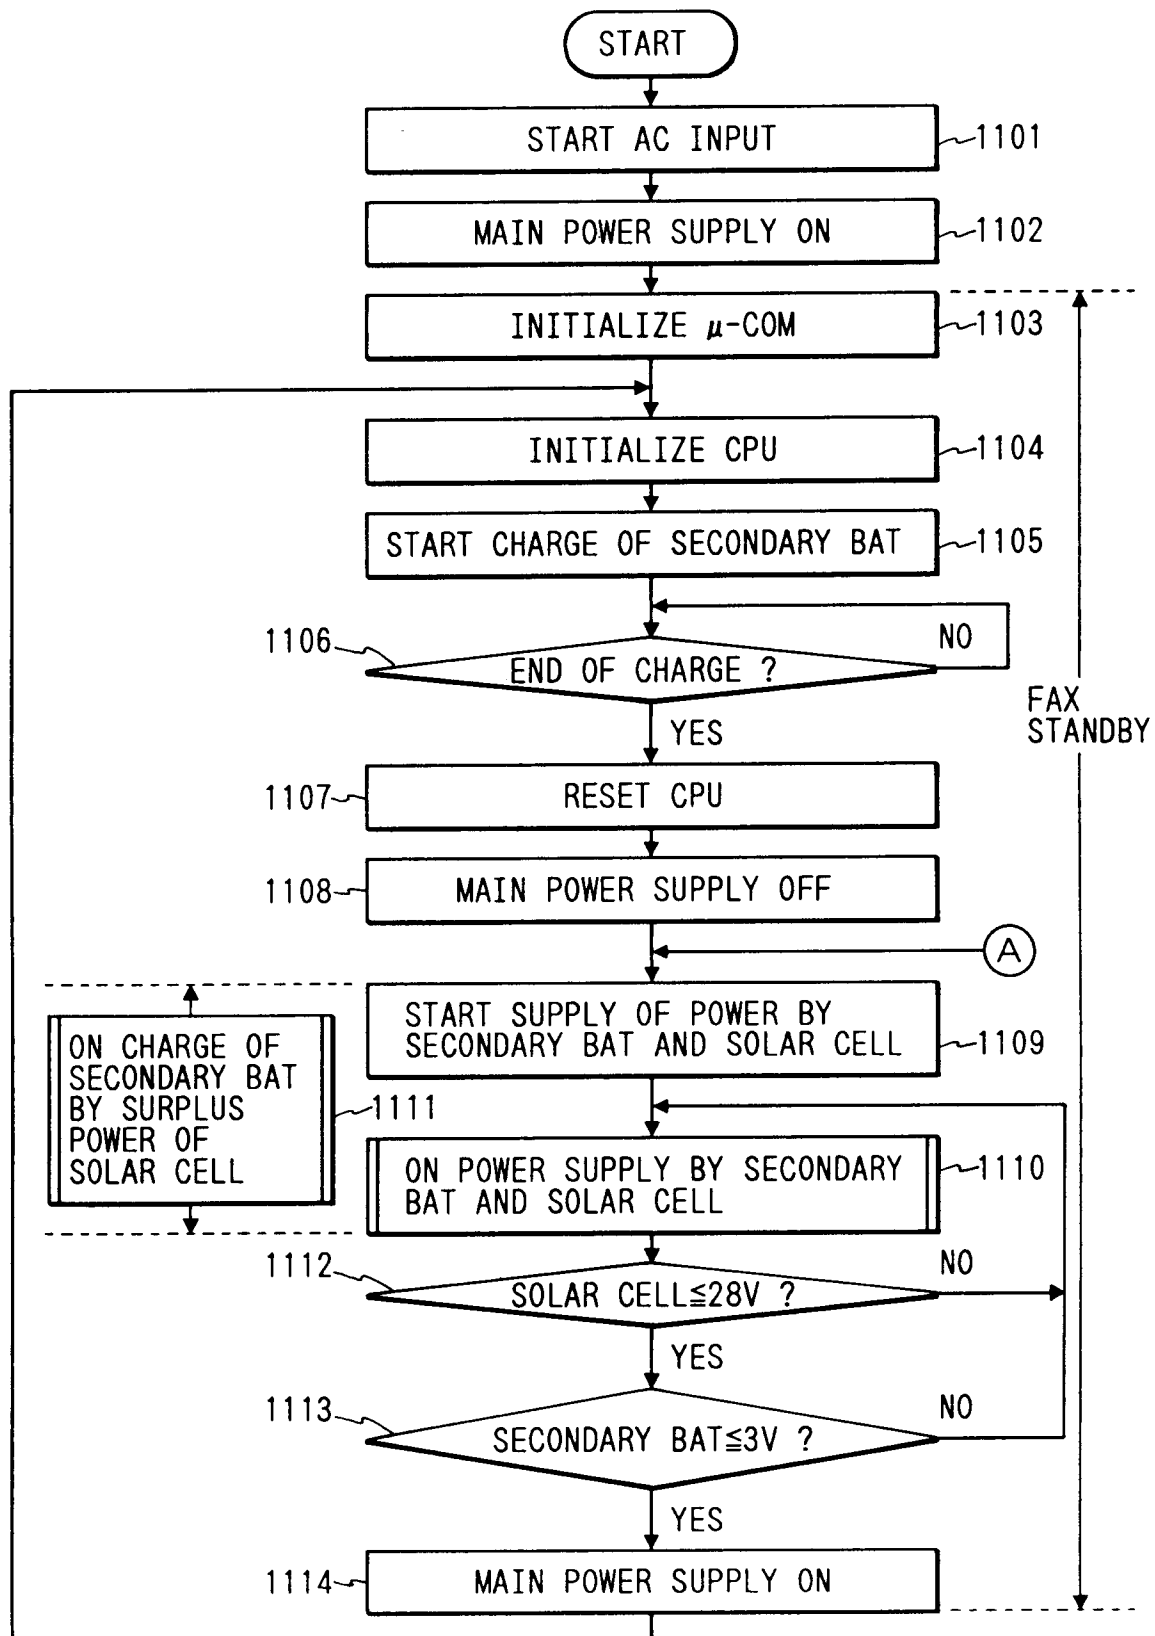 START
START AC INPUT
1101
MAIN POWER SUPPLY ON
1102
INITIALIZE μ-COM
1103
INITIALIZE CPU
1104
START CHARGE OF SECONDARY BAT
1105
1106
END OF CHARGE ?
NO
YES
FAX
STANDBY
1107
RESET CPU
1108
MAIN POWER SUPPLY OFF
A
START SUPPLY OF POWER BY
SECONDARY BAT AND SOLAR CELL
1109
ON CHARGE OF
SECONDARY BAT
BY SURPLUS
POWER OF
SOLAR CELL
1111
ON POWER SUPPLY BY SECONDARY
BAT AND SOLAR CELL
1110
1112
SOLAR CELL≦28V ?
NO
YES
1113
SECONDARY BAT≦3V ?
NO
YES
1114
MAIN POWER SUPPLY ON